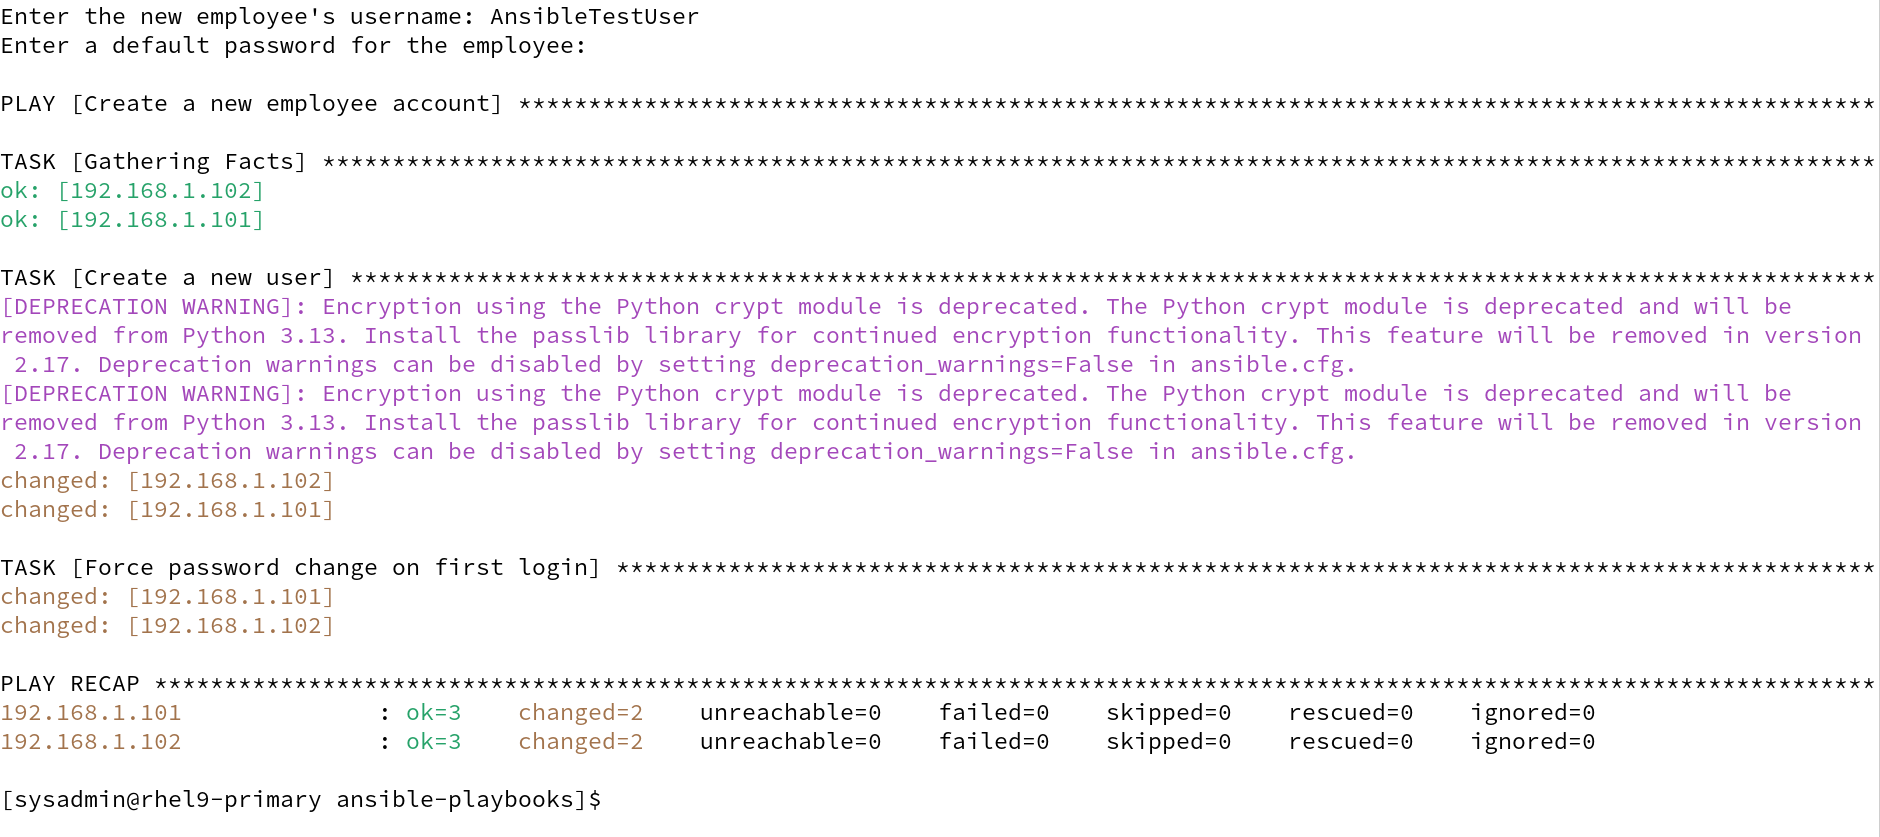 Enter the new employee's username: AnsibleTestUser
Enter a default password for the employee:
PLAY [Create a new employee account] *************************************************************************************************
TASK [Gathering Facts] ***************************************************************************************************************
ok: [192.168.1.102]
ok: [192.168.1.101]
TASK [Create a new user] *************************************************************************************************************
[DEPRECATION WARNING]: Encryption using the Python crypt module is deprecated. The Python crypt module is deprecated and will be
removed from Python 3.13. Install the passlib library for continued encryption functionality. This feature will be removed in version
 2.17. Deprecation warnings can be disabled by setting deprecation_warnings=False in ansible.cfg.
[DEPRECATION WARNING]: Encryption using the Python crypt module is deprecated. The Python crypt module is deprecated and will be
removed from Python 3.13. Install the passlib library for continued encryption functionality. This feature will be removed in version
 2.17. Deprecation warnings can be disabled by setting deprecation_warnings=False in ansible.cfg.
changed: [192.168.1.102]
changed: [192.168.1.101]
TASK [Force password change on first login] ******************************************************************************************
changed: [192.168.1.101]
changed: [192.168.1.102]
PLAY RECAP ***************************************************************************************************************************
192.168.1.101              : ok=3    changed=2    unreachable=0    failed=0    skipped=0    rescued=0    ignored=0
192.168.1.102              : ok=3    changed=2    unreachable=0    failed=0    skipped=0    rescued=0    ignored=0
[sysadmin@rhel9-primary ansible-playbooks]$